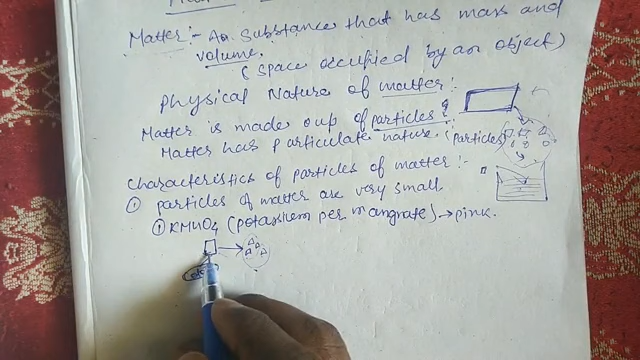 Matter :- An Substance that has mass and
volume.
( Space occupied by an object)
Physical Nature of matter :-
Matter is made oup of particles :-
Matter has particulate nature. (particles)
Characteristics of particles of matter :-
① particles of matter are very small
① KMnO4 (potassium per mangnate) → pink.